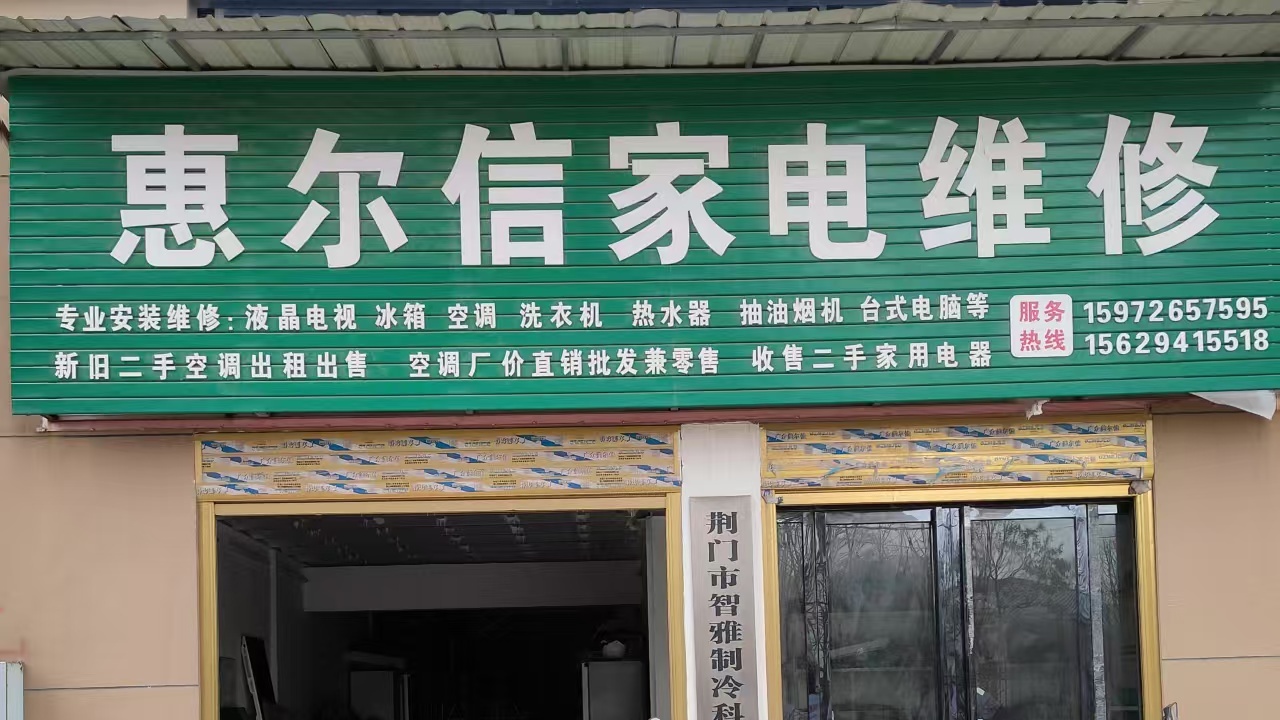 惠尔信家电维修
专业安装维修:液晶电视 冰箱 空调 洗衣机 热水器 抽油烟机 台式电脑等
新旧二手空调出租出售 空调厂价直销批发兼零售 收售二手家用电器
服务热线
15972657595
15629415518
荆门市智雅制冷科